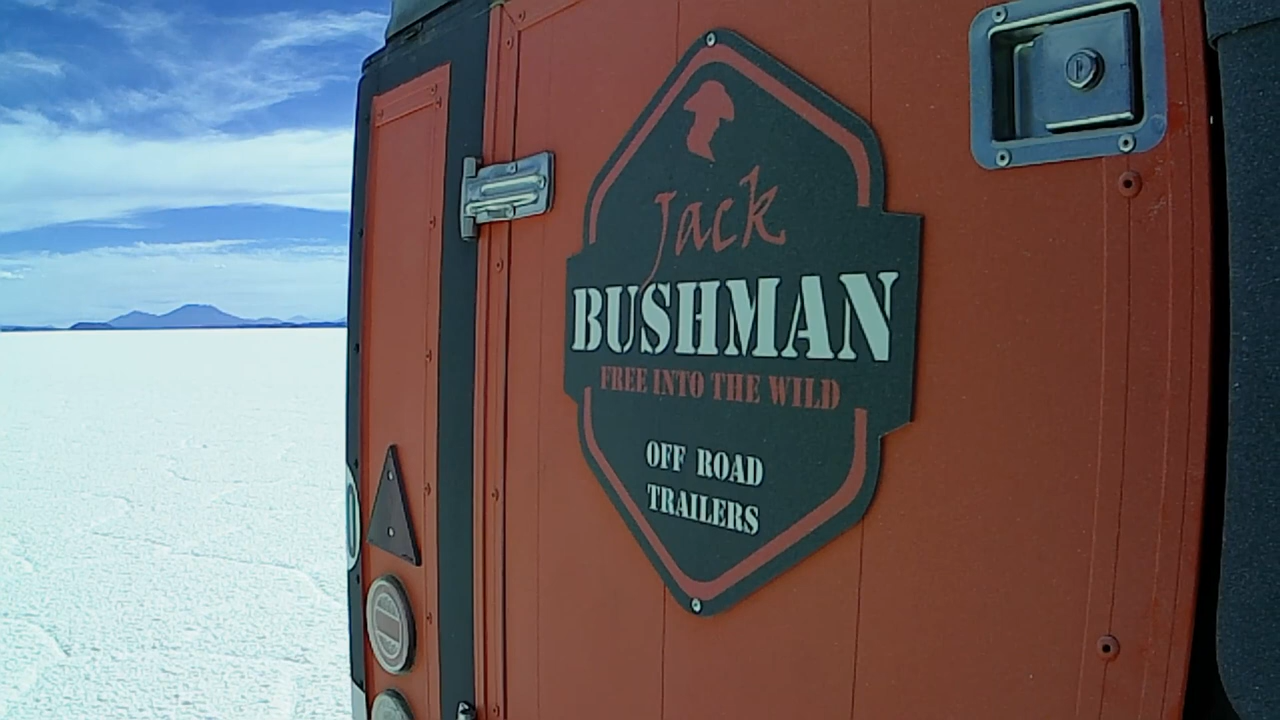 Jack
BUSHMAN
FREE INTO THE WILD
OFF ROAD
TRAILERS